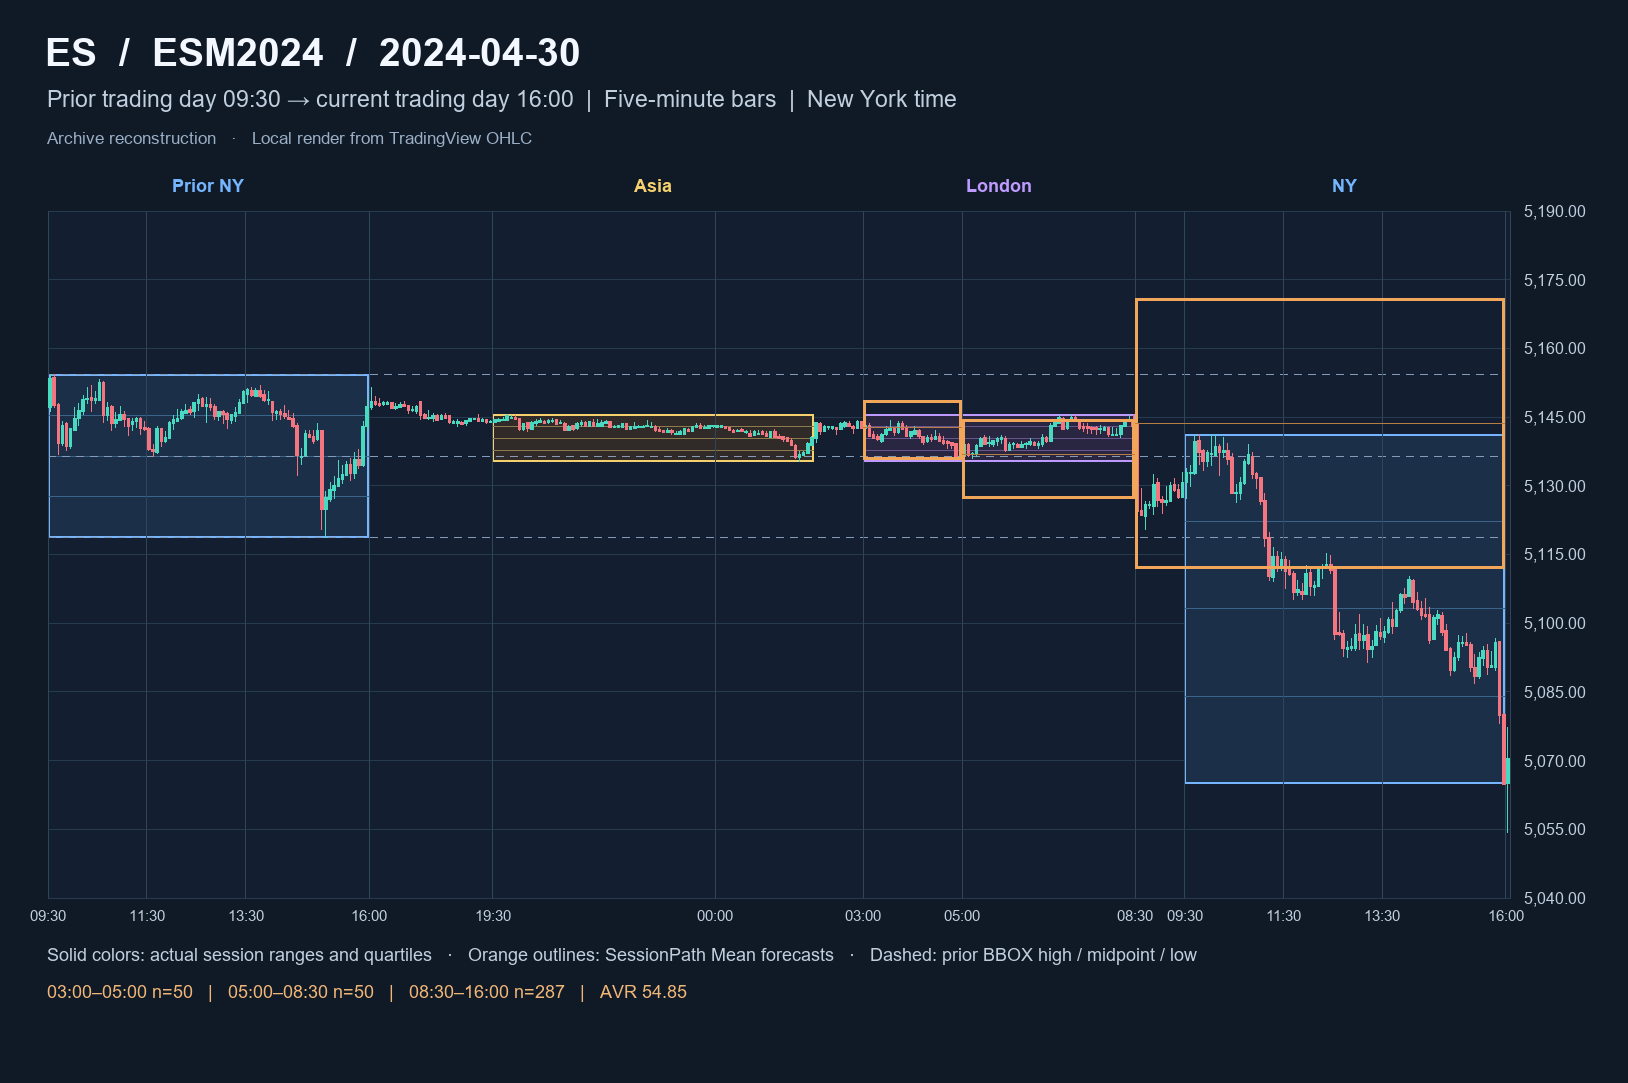 ES / ESM2024 / 2024-04-30
Prior trading day 09:30 → current trading day 16:00 | Five-minute bars | New York time
Archive reconstruction · Local render from TradingView OHLC
Prior NY Asia London NY
5,190.00
5,175.00
5,160.00
5,145.00
5,130.00
5,115.00
5,100.00
5,085.00
5,070.00
5,055.00
5,040.00
09:30 11:30 13:30 16:00 19:30 00:00 03:00 05:00 08:30 09:30 11:30 13:30 16:00
Solid colors: actual session ranges and quartiles · Orange outlines: SessionPath Mean forecasts · Dashed: prior BBOX high / midpoint / low
03:00–05:00 n=50 | 05:00–08:30 n=50 | 08:30–16:00 n=287 | AVR 54.85